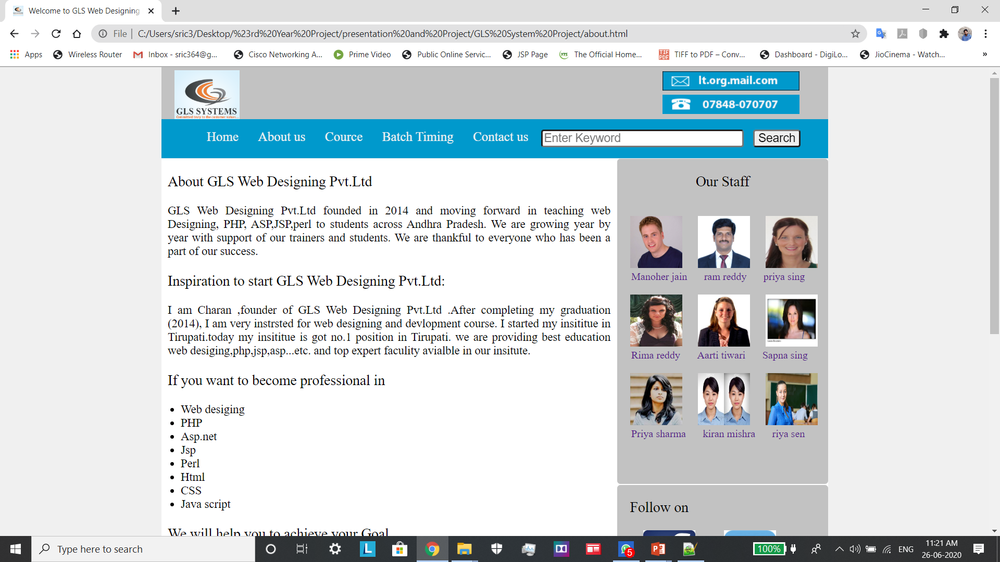 Welcome to GLS Web Designing
File | C:/Users/sric3/Desktop/%23rd%20Year%20Project/presentation%20and%20Project/GLS%20System%20Project/about.html
Apps Wireless Router Inbox - sric364@g... Cisco Networking A... Prime Video Public Online Servic... JSP Page YTS The Official Home... TIFF to PDF – Conv... Dashboard - DigiLo... JioCinema - Watch... »
GLS SYSTEMS
Committed truly to the customer values...
lt.org.mail.com
07848-070707
Home About us Cource Batch Timing Contact us Enter Keyword Search
About GLS Web Designing Pvt.Ltd
GLS Web Designing Pvt.Ltd founded in 2014 and moving forward in teaching web
Designing, PHP, ASP,JSP,perl to students across Andhra Pradesh. We are growing year by
year with support of our trainers and students. We are thankful to everyone who has been a
part of our success.
Inspiration to start GLS Web Designing Pvt.Ltd:
I am Charan ,founder of GLS Web Designing Pvt.Ltd .After completing my graduation
(2014), I am very instrsted for web designing and devlopment course. I started my insititue in
Tirupati.today my insititue is got no.1 position in Tirupati. we are providing best education
web desiging,php,jsp,asp...etc. and top expert faculity avialble in our insitute.
If you want to become professional in
Web desiging
PHP
Asp.net
Jsp
Perl
Html
CSS
Java script
We will help you to achieve your Goal
Our Staff
Manoher jain ram reddy priya sing
Rima reddy Aarti tiwari Sapna sing
Priya sharma kiran mishra riya sen
Follow on
Type here to search
L
5
100%
ENG
11:21 AM
26-06-2020